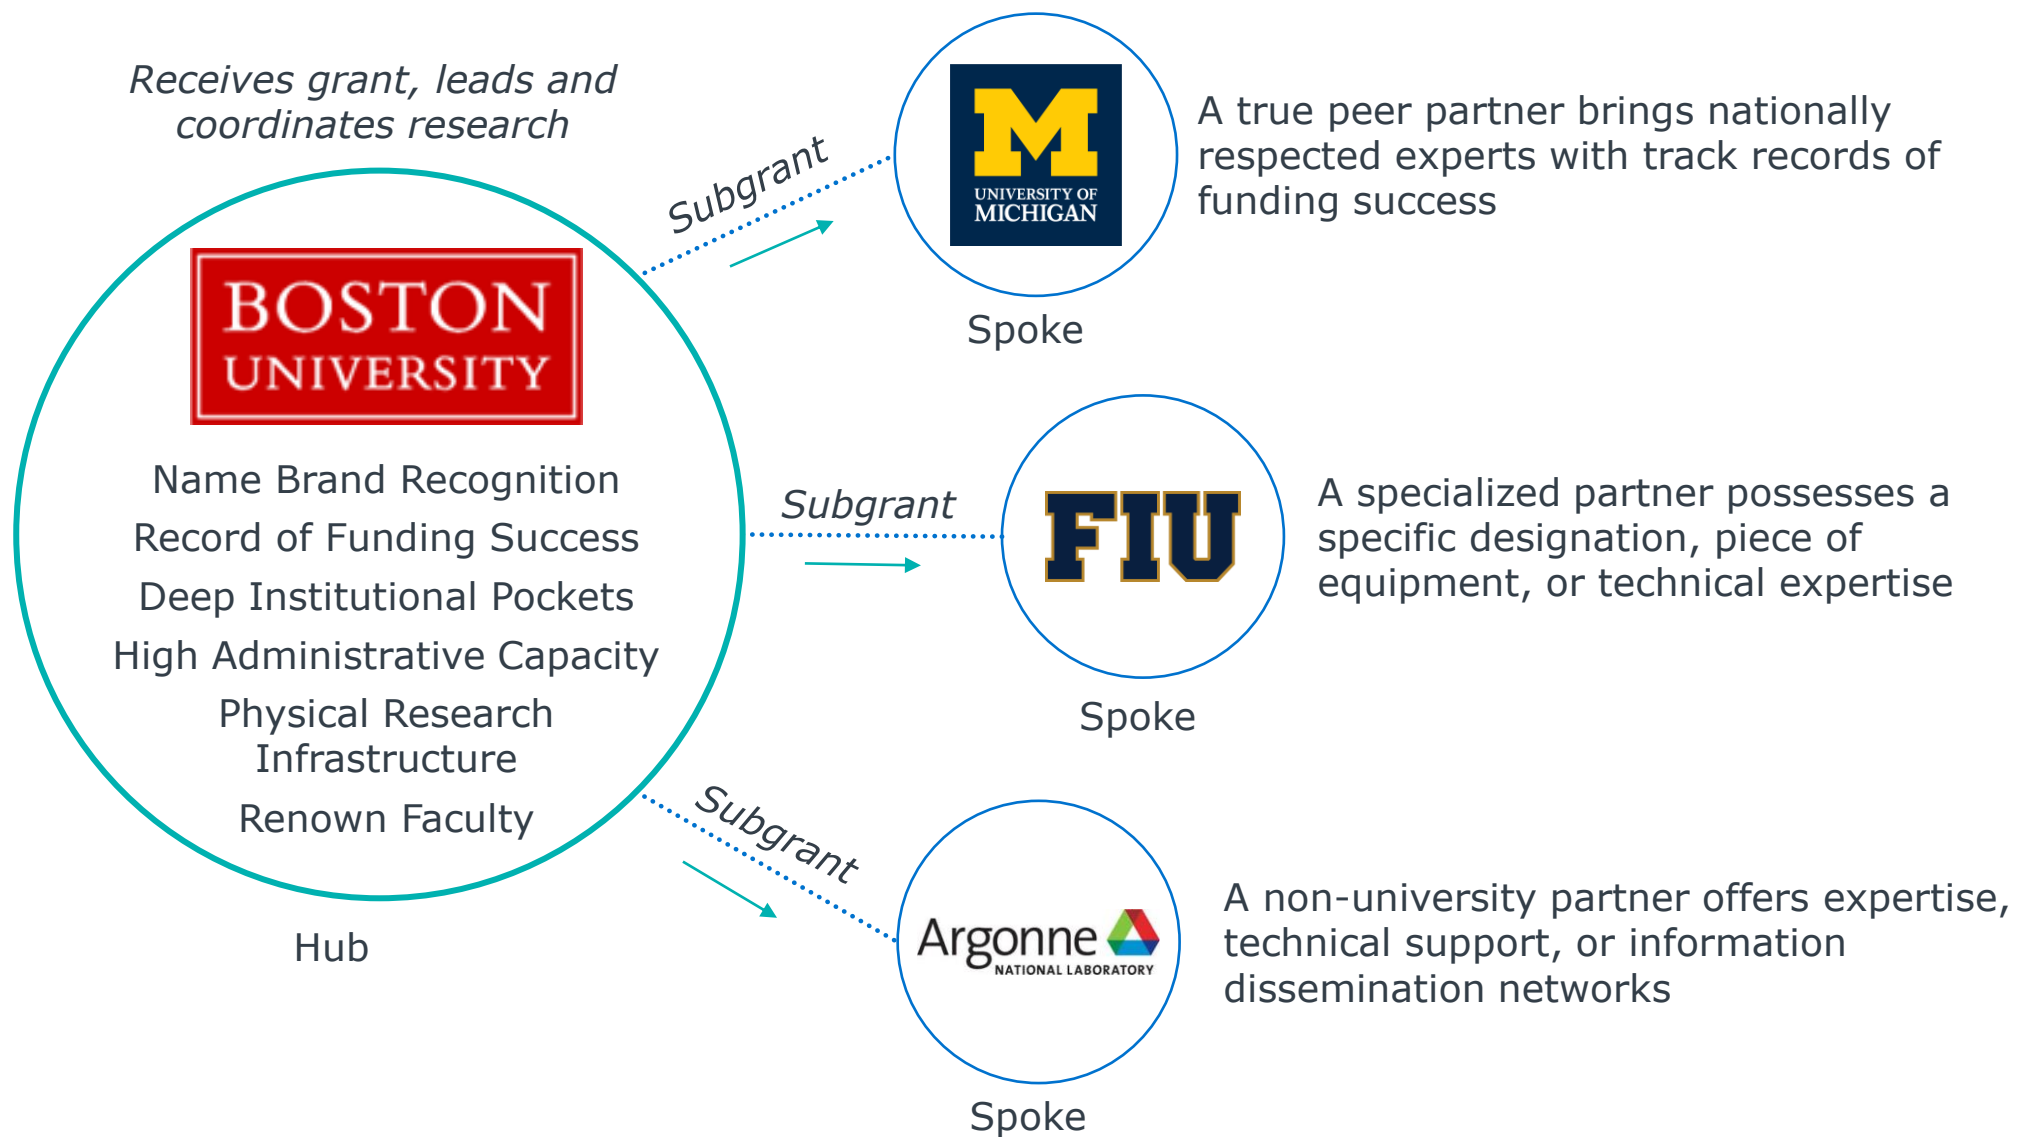 Receives grant, leads and
coordinates research
BOSTON
UNIVERSITY
Name Brand Recognition
Record of Funding Success
Deep Institutional Pockets
High Administrative Capacity
Physical Research
Infrastructure
Renown Faculty
Hub
Subgrant
M
UNIVERSITY OF
MICHIGAN
Spoke
A true peer partner brings nationally
respected experts with track records of
funding success
Subgrant
FIU
Spoke
A specialized partner possesses a
specific designation, piece of
equipment, or technical expertise
Subgrant
Argonne
NATIONAL LABORATORY
Spoke
A non-university partner offers expertise,
technical support, or information
dissemination networks